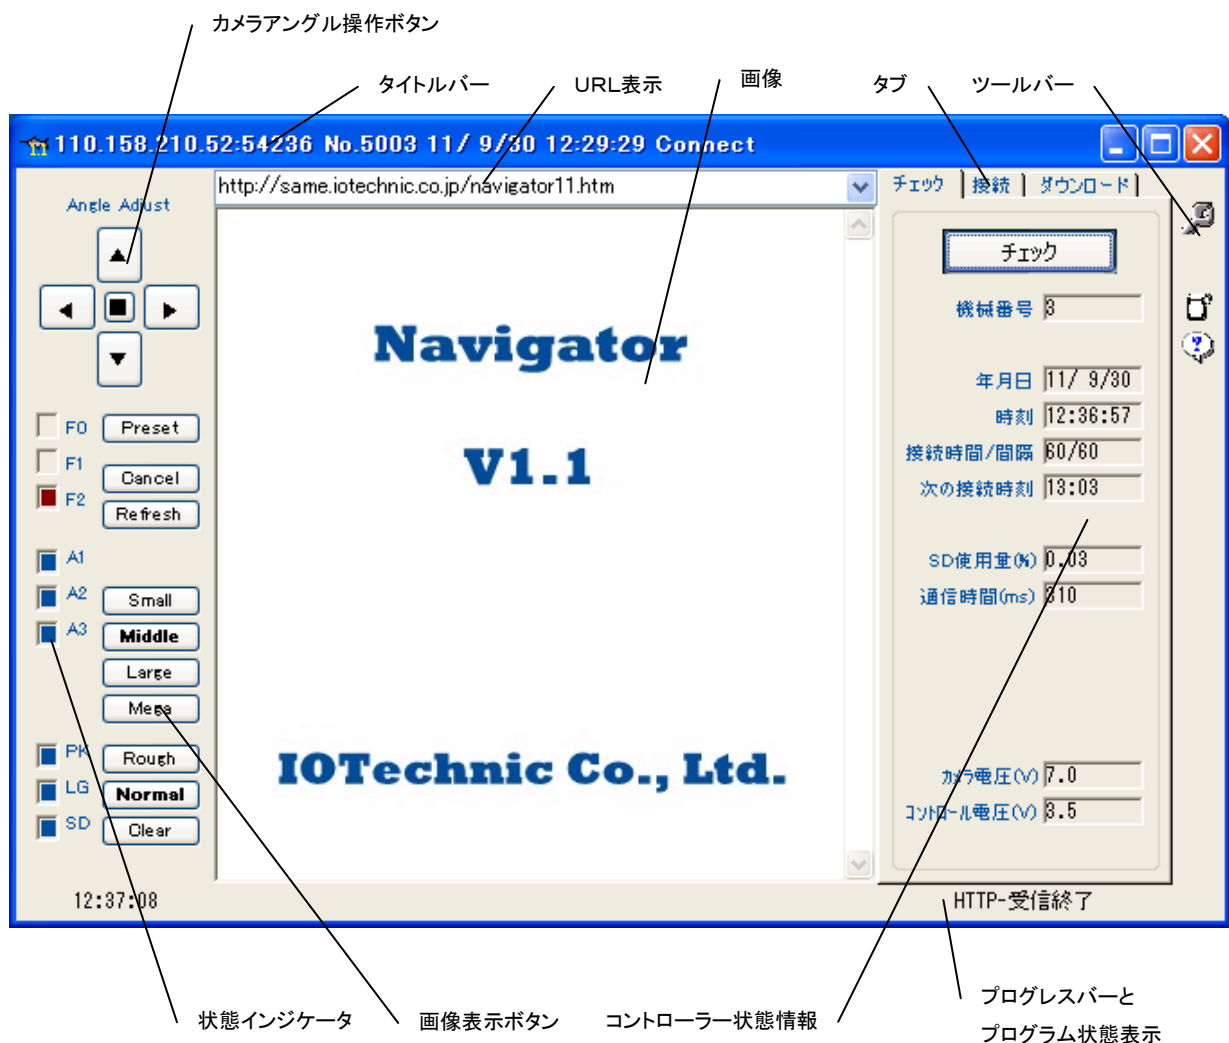 カメラアングル操作ボタン
タイトルバー
URL表示
画像
タブ
ツールバー
110.158.210.52:54236 No.5003 11/ 9/30 12:29:29 Connect
Angle Adjust
http://same.iotechnic.co.jp/navigator11.htm
チェック
接続
ダウンロード
チェック
機械番号 3
年月日 11/ 9/30
時刻 12:36:57
接続時間/間隔 60/60
次の接続時刻 13:03
SD使用量(%) 0.03
通信時間(ms) 310
カメラ電圧(V) 7.0
コントロール電圧(V) 3.5
Navigator
V1.1
IOTechnic Co., Ltd.
F0 Preset
F1
Cancel
F2
Refresh
A1
A2 Small
A3 Middle
Large
Mega
PK Rough
LG Normal
SD Clear
12:37:08
HTTP-受信終了
状態インジケータ
画像表示ボタン
コントローラー状態情報
プログレスバーと
プログラム状態表示